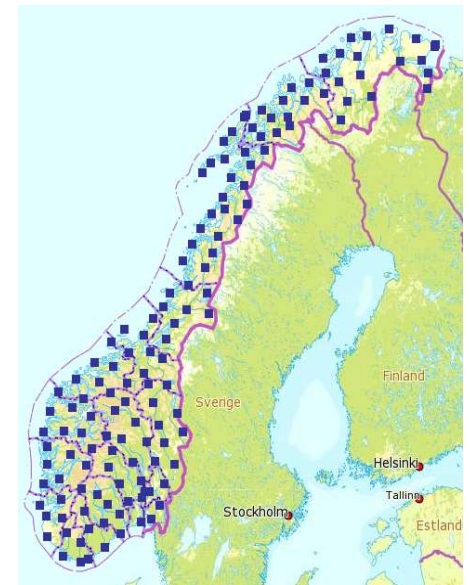 Finland
Sverige
Helsinki
Tallinn
Stockholm
Estland